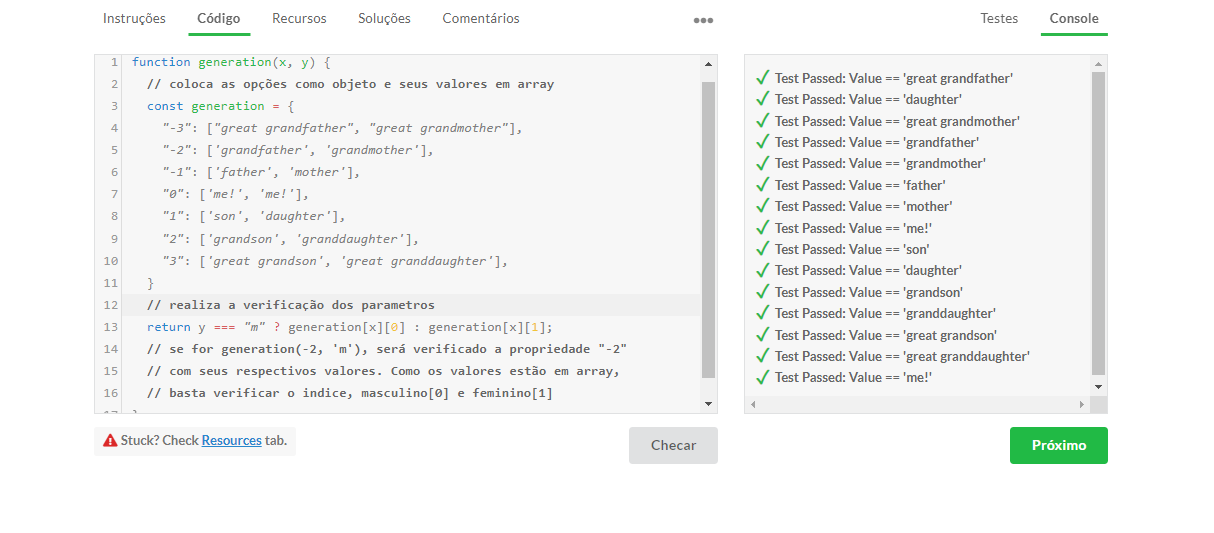 Instruções Código Recursos Soluções Comentários ••• Testes Console
1 function generation(x, y) {
2 // coloca as opções como objeto e seus valores em array
3 const generation = {
4 "-3": ["great grandfather", "great grandmother"],
5 "-2": ['grandfather', 'grandmother'],
6 "-1": ['father', 'mother'],
7 "0": ['me!', 'me!'],
8 "1": ['son', 'daughter'],
9 "2": ['grandson', 'granddaughter'],
10 "3": ['great grandson', 'great granddaughter'],
11 }
12 // realiza a verificação dos parametros
13 return y === "m" ? generation[x][0] : generation[x][1];
14 // se for generation(-2, 'm'), será verificado a propriedade "-2"
15 // com seus respectivos valores. Como os valores estão em array,
16 // basta verificar o indice, masculino[0] e feminino[1]
17 }
Test Passed: Value == 'great grandfather'
Test Passed: Value == 'daughter'
Test Passed: Value == 'great grandmother'
Test Passed: Value == 'grandfather'
Test Passed: Value == 'grandmother'
Test Passed: Value == 'father'
Test Passed: Value == 'mother'
Test Passed: Value == 'me!'
Test Passed: Value == 'son'
Test Passed: Value == 'daughter'
Test Passed: Value == 'grandson'
Test Passed: Value == 'granddaughter'
Test Passed: Value == 'great grandson'
Test Passed: Value == 'great granddaughter'
Test Passed: Value == 'me!'
Stuck? Check Resources tab.
Checar
Próximo